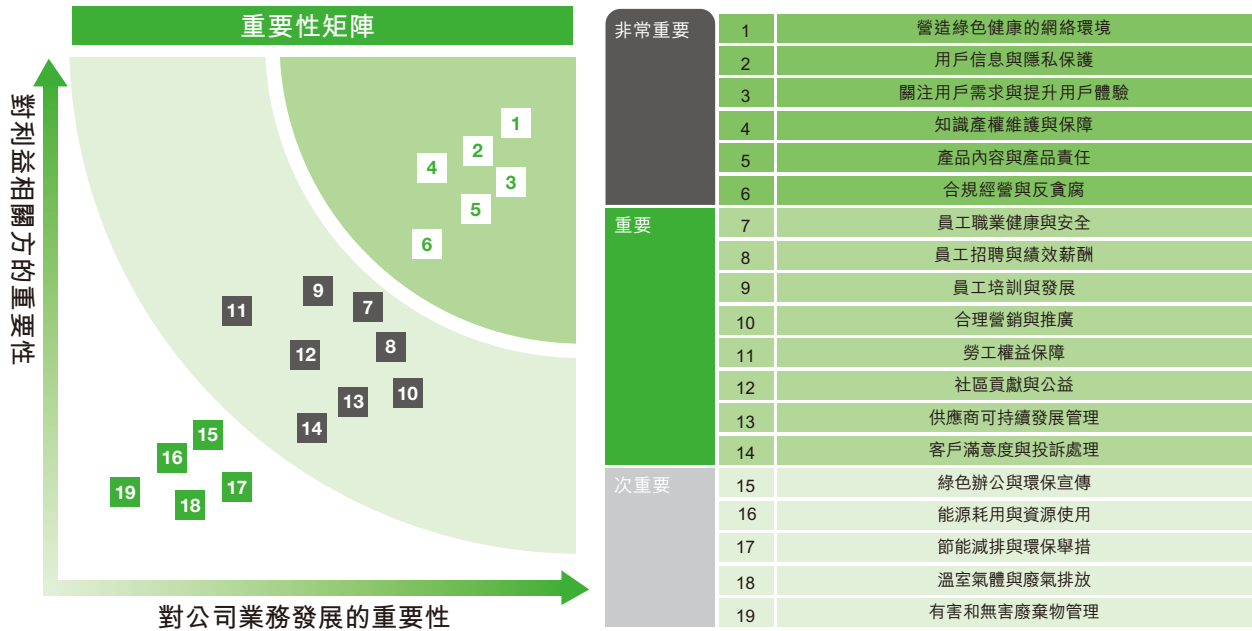 重要性矩陣
對利益相關方的重要性
1
2
4
3
5
6
9
7
11
8
12
10
13
14
15
16
17
19
18
對公司業務發展的重要性
非常重要
1 營造綠色健康的網絡環境
2 用戶信息與隱私保護
3 關注用戶需求與提升用戶體驗
4 知識產權維護與保障
5 產品內容與產品責任
6 合規經營與反貪腐
重要
7 員工職業健康與安全
8 員工招聘與績效薪酬
9 員工培訓與發展
10 合理營銷與推廣
11 勞工權益保障
12 社區貢獻與公益
13 供應商可持續發展管理
14 客戶滿意度與投訴處理
次重要
15 綠色辦公與環保宣傳
16 能源耗用與資源使用
17 節能減排與環保舉措
18 溫室氣體與廢氣排放
19 有害和無害廢棄物管理